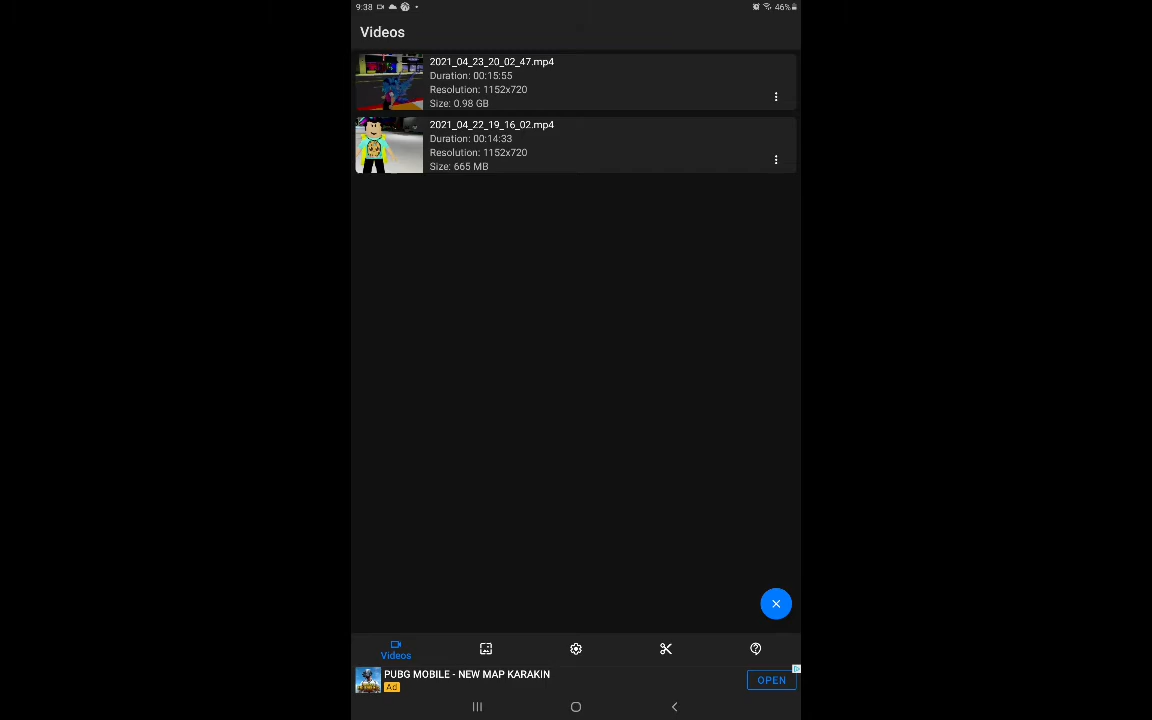 9:38
46%
Videos
2021_04_23_20_02_47.mp4
Duration: 00:15:55
Resolution: 1152x720
Size: 0.98 GB
2021_04_22_19_16_02.mp4
Duration: 00:14:33
Resolution: 1152x720
Size: 665 MB
Videos
PUBG MOBILE - NEW MAP KARAKIN
Ad
OPEN